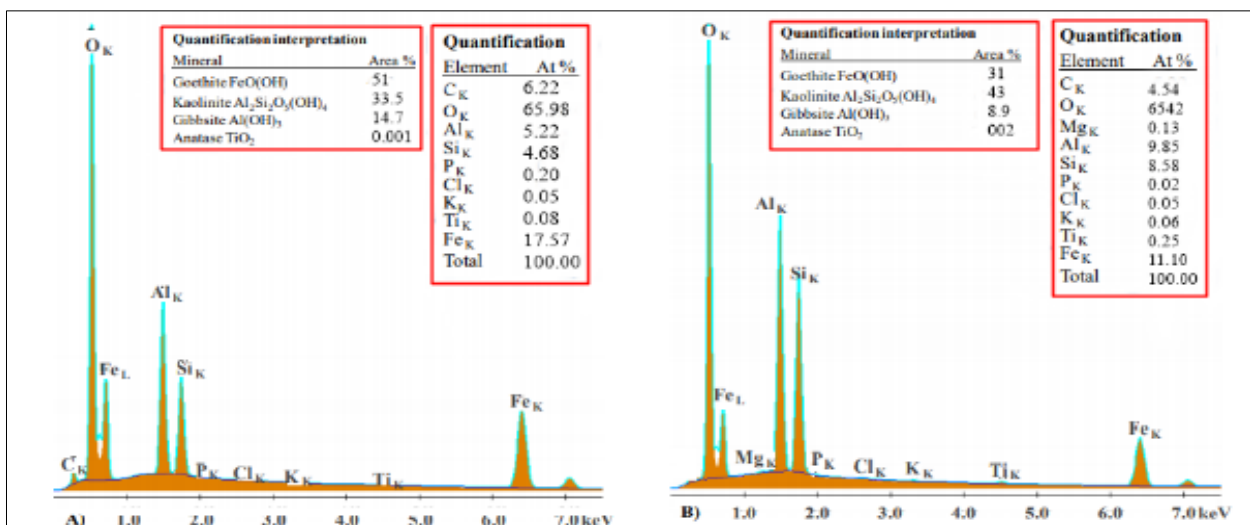 Quantification interpretation
Mineral Area %
Goethite FeO(OH) 51
Kaolinite Al2Si2O5(OH)4 33.5
Gibbsite Al(OH)3 14.7
Anatase TiO2 0.001
Quantification
Element At %
CK 6.22
OK 65.98
AlK 5.22
SiK 4.68
PK 0.20
ClK 0.05
KK 0.08
TiK
FeK 17.57
Total 100.00
OK
AlK
FeL
SiK
FeK
CK
PK
ClK
KK
TiK
A) 1.0 2.0 3.0 4.0 5.0 6.0 7.0 keV
Quantification interpretation
Mineral Area %
Goethite FeO(OH) 31
Kaolinite Al2Si2O5(OH)4 43
Gibbsite Al(OH)3 8.9
Anatase TiO2 002
Quantification
Element At %
CK 4.54
OK 6542
MgK 0.13
AlK 9.85
SiK 8.58
PK 0.02
ClK 0.05
KK 0.06
TiK 0.25
FeK 11.10
Total 100.00
OK
AlK
SiK
FeL
FeK
MgK
PK
ClK
KK
TiK
B) 1.0 2.0 3.0 4.0 5.0 6.0 7.0 keV